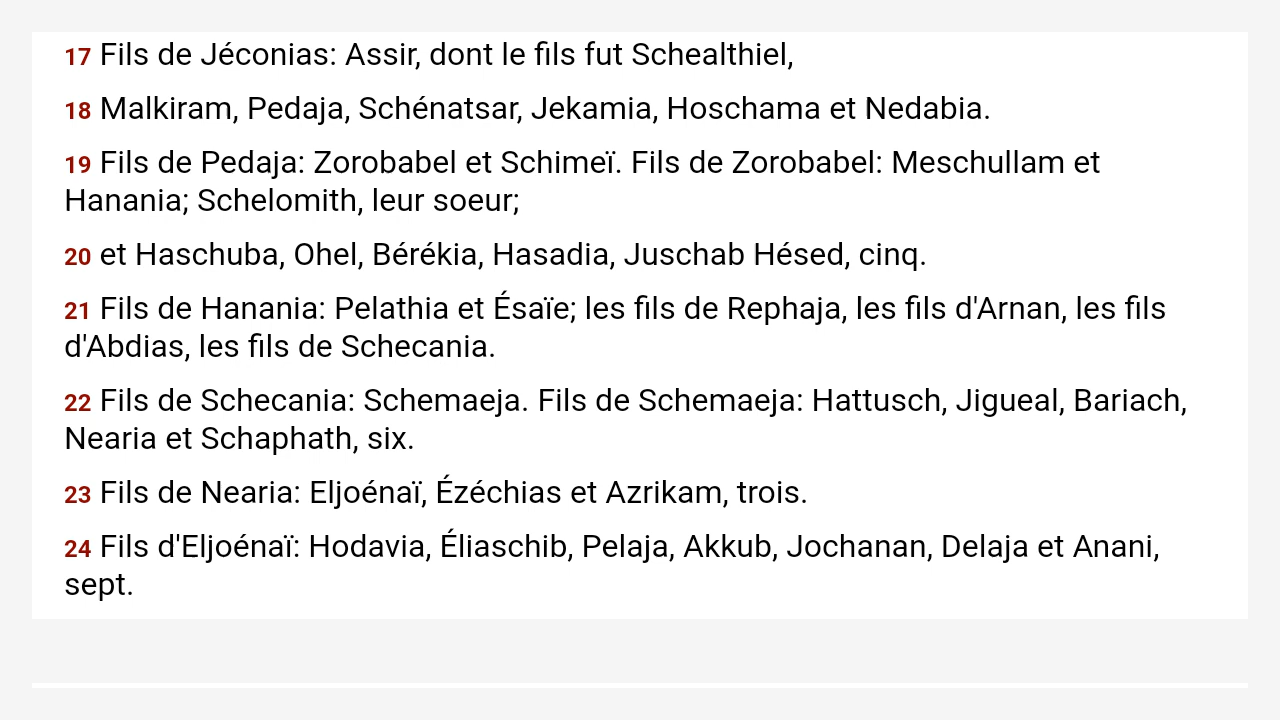 17 Fils de Jéconias: Assir, dont le fils fut Schealthiel,
18 Malkiram, Pedaja, Schénatsar, Jekamia, Hoschama et Nedabia.
19 Fils de Pedaja: Zorobabel et Schimeï. Fils de Zorobabel: Meschullam et
Hanania; Schelomith, leur soeur;
20 et Haschuba, Ohel, Bérékia, Hasadia, Juschab Hésed, cinq.
21 Fils de Hanania: Pelathia et Ésaïe; les fils de Rephaja, les fils d'Arnan, les fils
d'Abdias, les fils de Schecania.
22 Fils de Schecania: Schemaeja. Fils de Schemaeja: Hattusch, Jigueal, Bariach,
Nearia et Schaphath, six.
23 Fils de Nearia: Eljoénaï, Ézéchias et Azrikam, trois.
24 Fils d'Eljoénaï: Hodavia, Éliaschib, Pelaja, Akkub, Jochanan, Delaja et Anani,
sept.